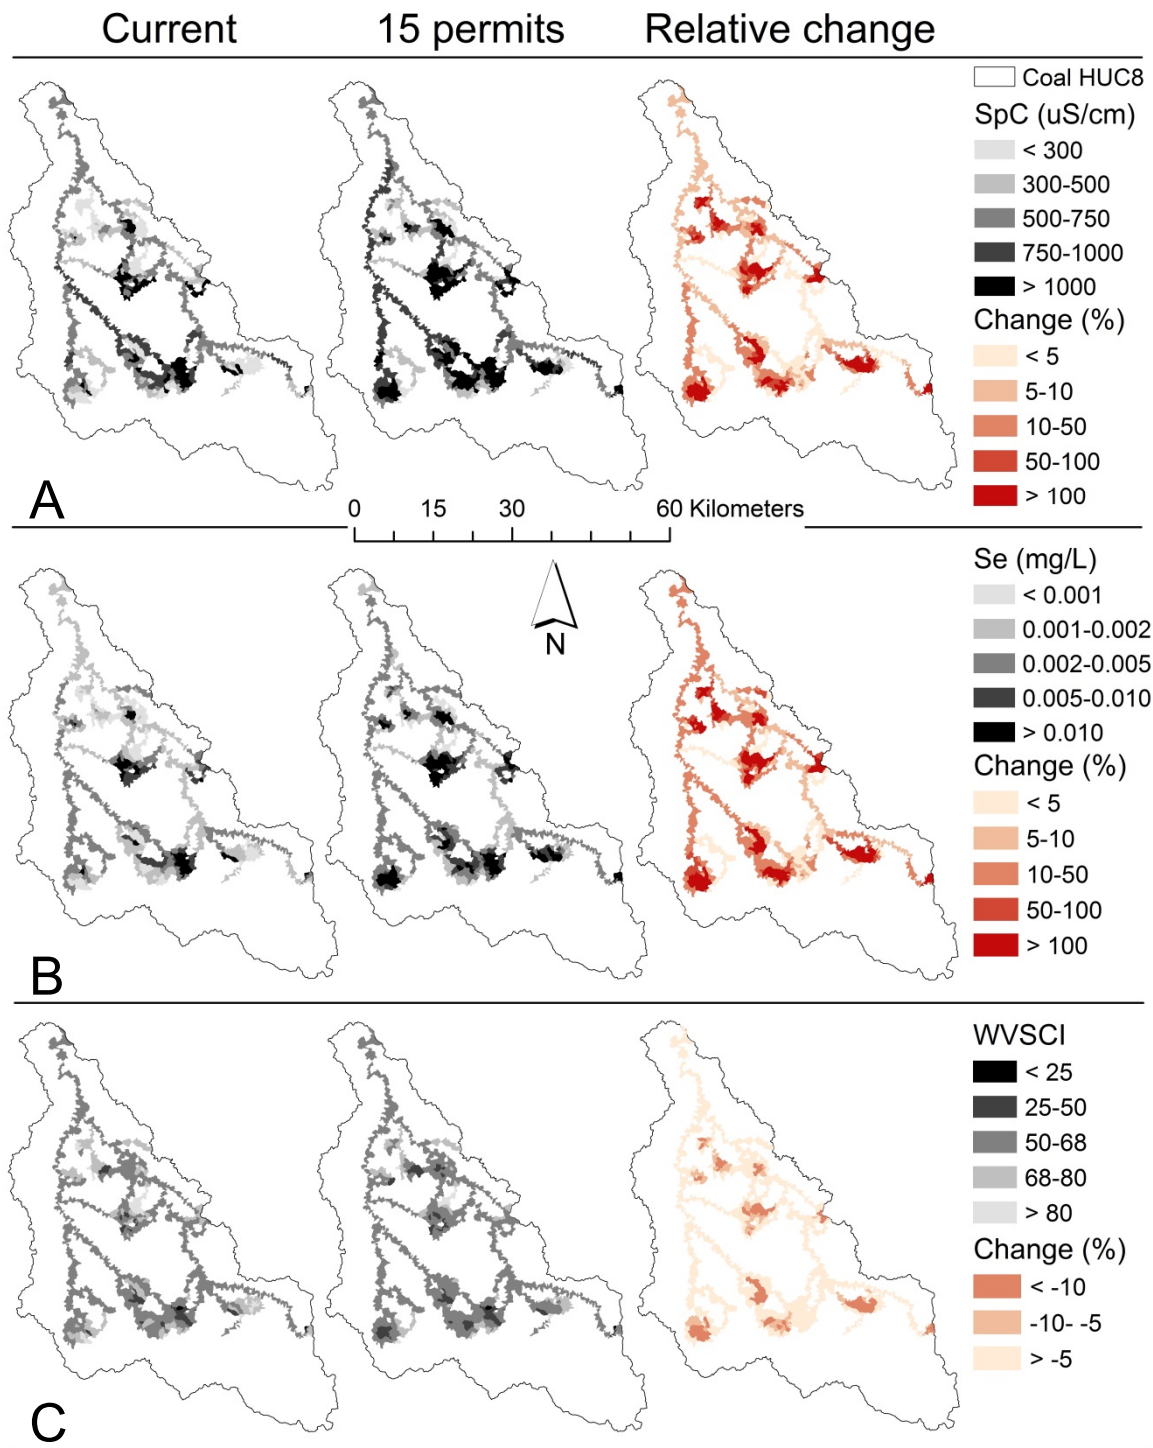 Current 15 permits Relative change
Coal HUC8
SpC (uS/cm)
< 300
300-500
500-750
750-1000
> 1000
Change (%)
< 5
5-10
10-50
50-100
> 100
A
0 15 30 60 Kilometers
N
Se (mg/L)
< 0.001
0.001-0.002
0.002-0.005
0.005-0.010
> 0.010
Change (%)
< 5
5-10
10-50
50-100
> 100
B
WVSCI
< 25
25-50
50-68
68-80
> 80
Change (%)
< -10
-10- -5
> -5
C